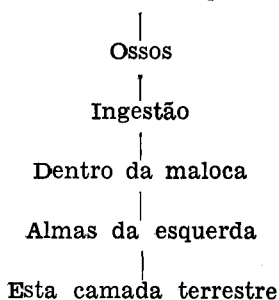 Ossos
Ingestão
Dentro da maloca
Almas da esquerda
Esta camada terrestre